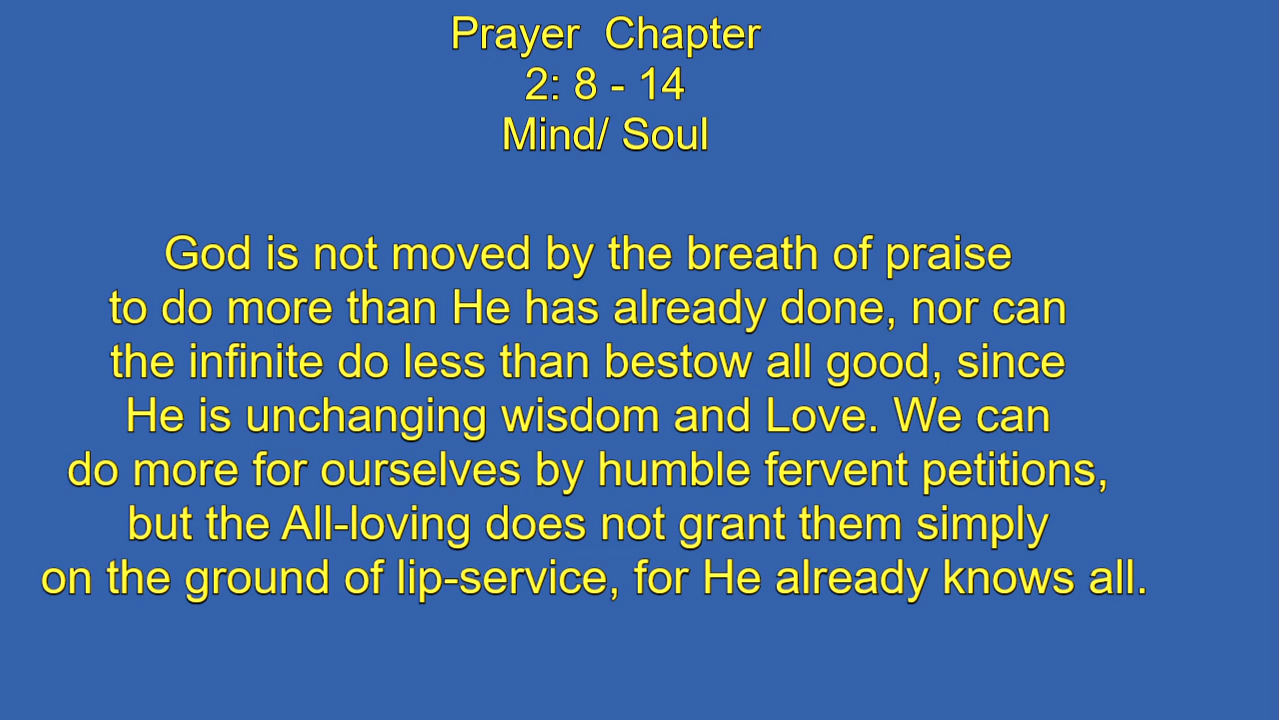 Prayer  Chapter
2: 8 - 14
Mind/ Soul
God is not moved by the breath of praise
to do more than He has already done, nor can
the infinite do less than bestow all good, since
He is unchanging wisdom and Love. We can
do more for ourselves by humble fervent petitions,
but the All-loving does not grant them simply
on the ground of lip-service, for He already knows all.